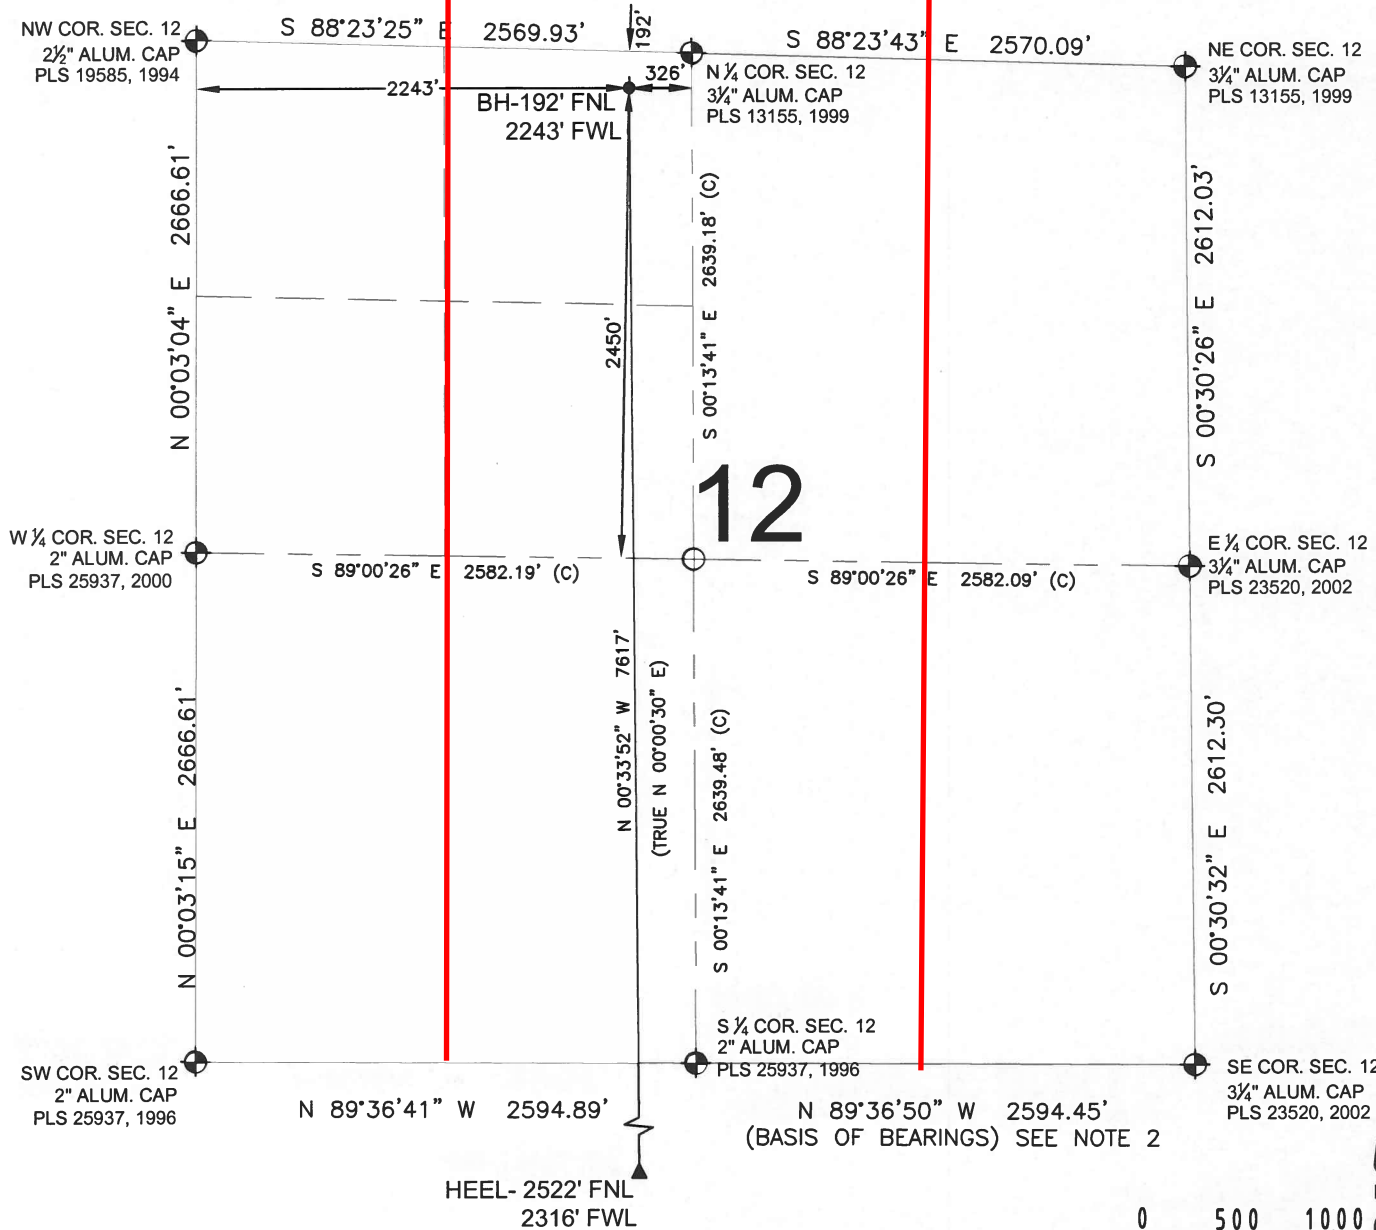 NW COR. SEC. 12
2½" ALUM. CAP
PLS 19585, 1994
S 88°23'25" E 2569.93'
192'
S 88°23'43" E 2570.09'
NE COR. SEC. 12
3¼" ALUM. CAP
PLS 13155, 1999
N ¼ COR. SEC. 12
3¼" ALUM. CAP
PLS 13155, 1999
2243'
326'
BH-192' FNL
2243' FWL
N 00°03'04" E 2666.61'
2450'
S 00°13'41" E 2639.18' (C)
S 00°30'26" E 2612.03'
12
W ¼ COR. SEC. 12
2" ALUM. CAP
PLS 25937, 2000
S 89°00'26" E 2582.19' (C)
S 89°00'26" E 2582.09' (C)
E ¼ COR. SEC. 12
3¼" ALUM. CAP
PLS 23520, 2002
N 00°03'15" E 2666.61'
N 00°33'52" W 7617'
(TRUE N 00°00'30" E)
S 00°13'41" E 2639.48' (C)
S 00°30'32" E 2612.30'
S ¼ COR. SEC. 12
2" ALUM. CAP
PLS 25937, 1996
SW COR. SEC. 12
2" ALUM. CAP
PLS 25937, 1996
SE COR. SEC. 12
3¼" ALUM. CAP
PLS 23520, 2002
N 89°36'41" W 2594.89'
N 89°36'50" W 2594.45'
(BASIS OF BEARINGS) SEE NOTE 2
HEEL- 2522' FNL
2316' FWL
0 500 1000